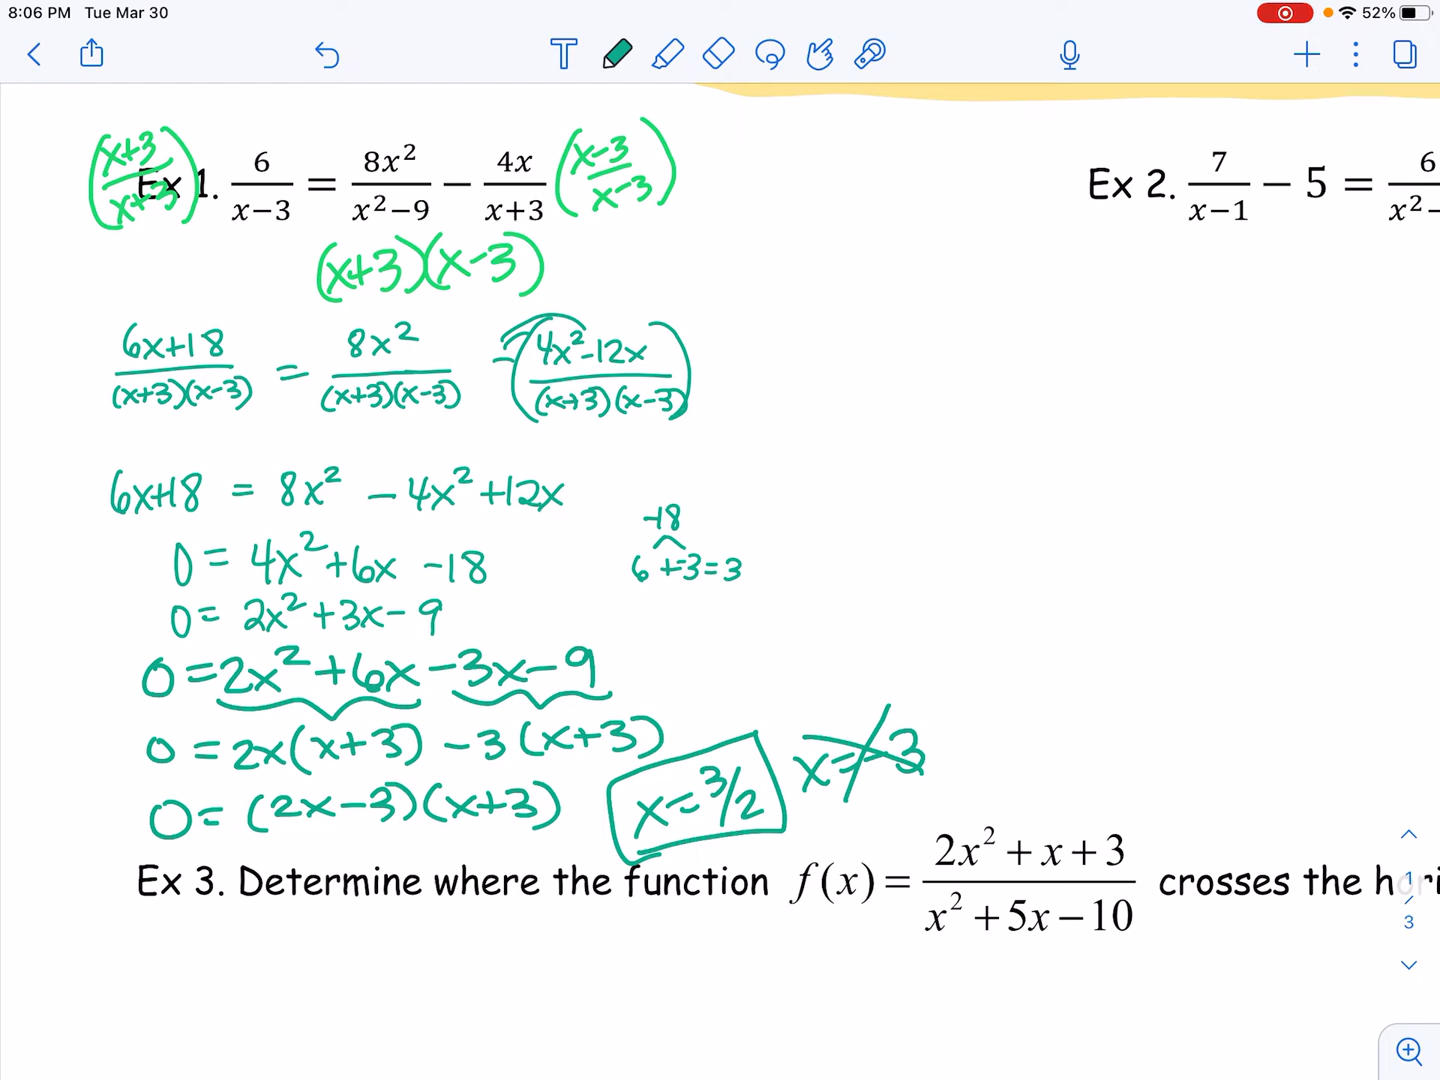 8:06 PM Tue Mar 30 52%
(x+3/x+3) Ex 1. 6/(x−3) = 8x²/(x²−9) − 4x/(x+3) (x−3/x−3)
Ex 2. 7/(x−1) − 5 = 6/x²−
(x+3)(x−3)
6x+18/(x+3)(x−3) = 8x²/(x+3)(x−3) − (4x²−12x/(x+3)(x−3))
6x+18 = 8x² − 4x² +12x
−18
6 + −3 = 3
0 = 4x² +6x −18
0 = 2x² +3x − 9
0 = 2x² +6x −3x − 9
0 = 2x(x+3) −3(x+3)
0 = (2x−3)(x+3)
x = 3/2
x = −3
Ex 3. Determine where the function f(x) = (2x² + x + 3)/(x² + 5x − 10) crosses the hori
1/3